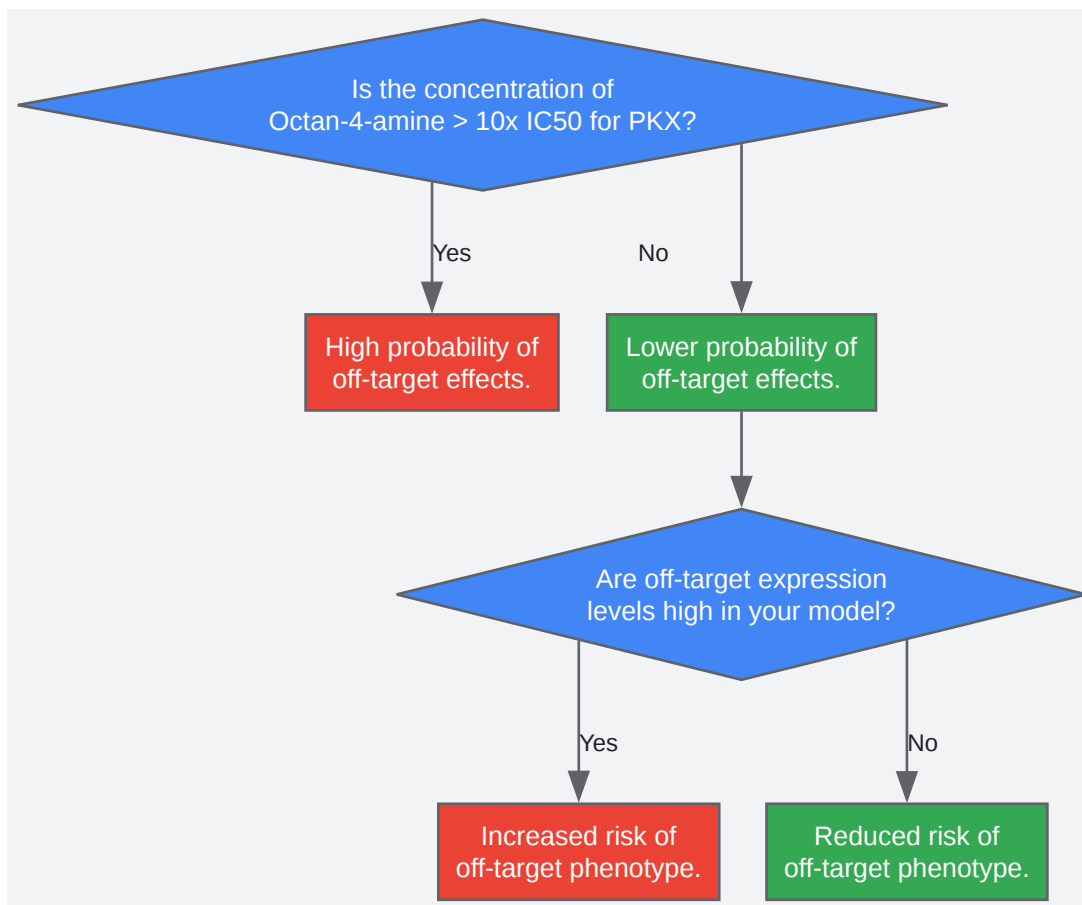 Is the concentration of
Octan-4-amine > 10x IC50 for PKX?
Yes
No
High probability of
off-target effects.
Lower probability of
off-target effects.
Are off-target expression
levels high in your model?
Yes
No
Increased risk of
off-target phenotype.
Reduced risk of
off-target phenotype.